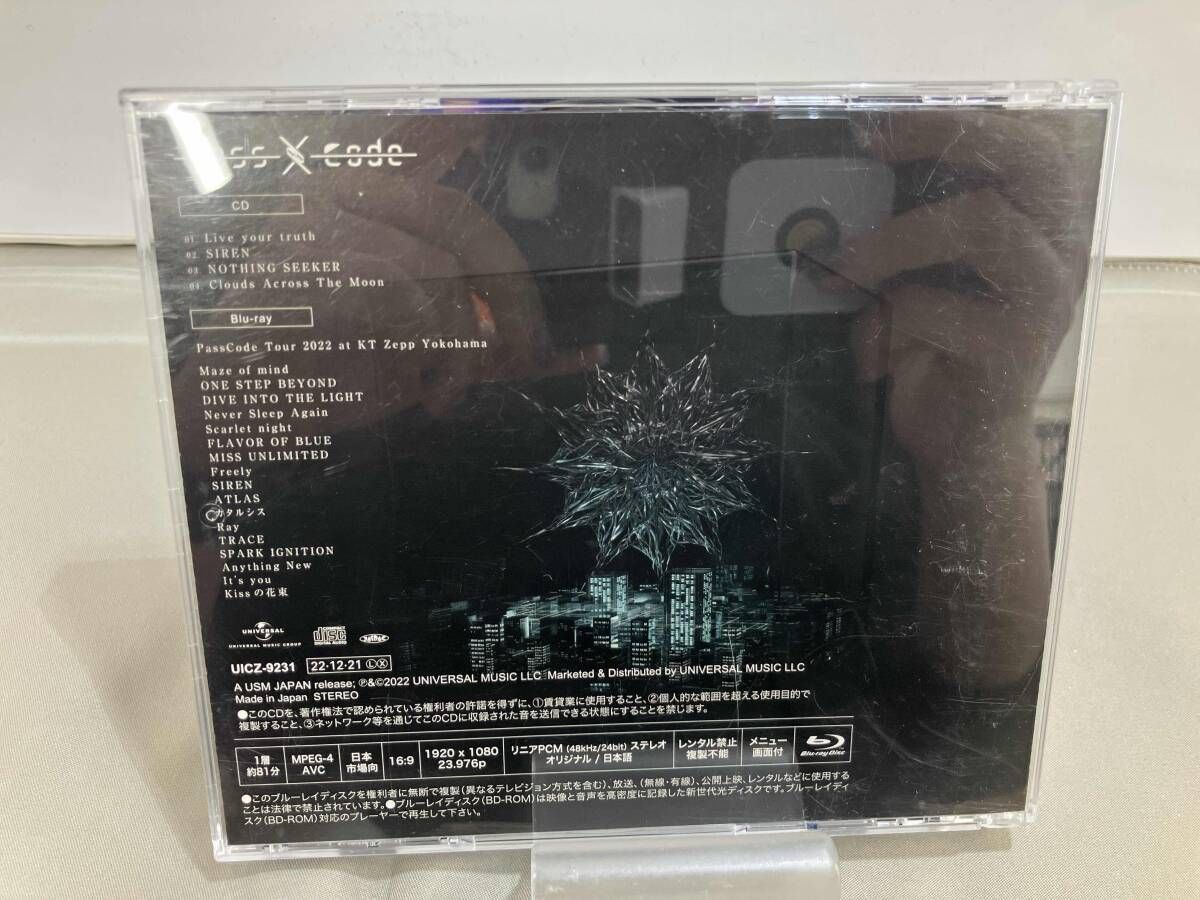 ss X Code
CD
01 Live your truth
02 SIREN
03 NOTHING SEEKER
04 Clouds Across The Moon
Blu-ray
PassCode Tour 2022 at KT Zepp Yokohama
Maze of mind
ONE STEP BEYOND
DIVE INTO THE LIGHT
Never Sleep Again
Scarlet night
FLAVOR OF BLUE
MISS UNLIMITED
Freely
SIREN
ATLAS
カタルシス
Ray
TRACE
SPARK IGNITION
Anything New
It's you
Kissの花束
UNIVERSAL
UNIVERSAL MUSIC GROUP
COMPACT
disc
DIGITAL AUDIO
UICZ-9231 22·12·21 Ⓛ Ⓧ
A USM JAPAN release; ℗&©2022 UNIVERSAL MUSIC LLC Marketed & Distributed by UNIVERSAL MUSIC LLC
Made in Japan STEREO
●このCDを、著作権法で認められている権利者の許諾を得ずに、①賃貸業に使用すること、②個人的な範囲を超える使用目的で
複製すること、③ネットワーク等を通じてこのCDに収録された音を送信できる状態にすることを禁じます。
1層
約81分
MPEG-4
AVC
日本
市場向
16:9
1920 x 1080
23.976p
リニアPCM (48kHz/24bit) ステレオ
オリジナル / 日本語
レンタル禁止
複製不能
メニュー
画面付
Blu-ray Disc
●このブルーレイディスクを権利者に無断で複製(異なるテレビジョン方式を含む)、放送、(無線・有線)、公開上映、レンタルなどに使用する
ことは法律で禁止されています。●ブルーレイディスク(BD-ROM)は映像と音声を高密度に記録した新世代光ディスクです。ブルーレイディ
スク(BD-ROM)対応のプレーヤーで再生して下さい。